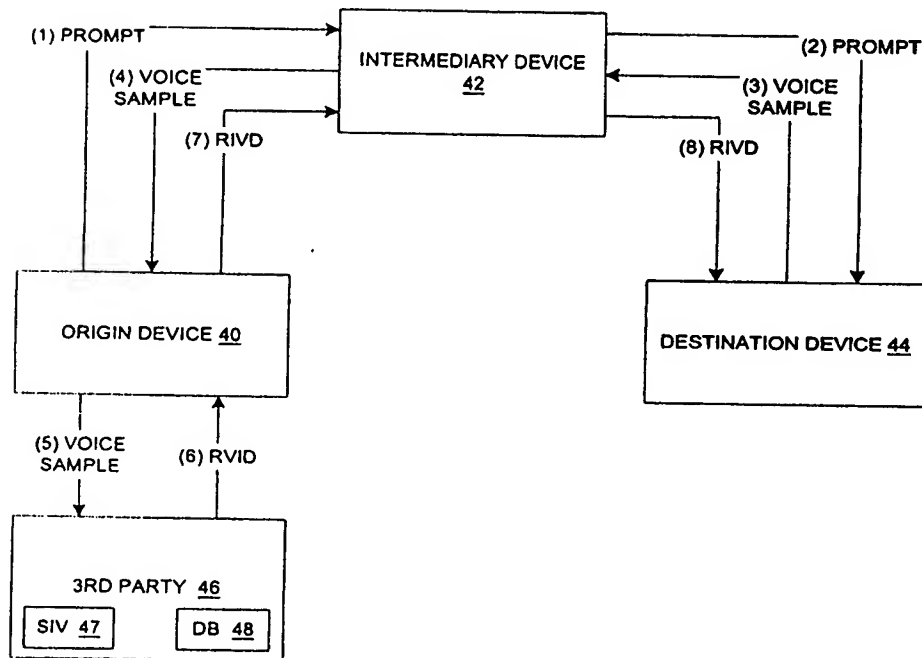 (1) PROMPT
INTERMEDIARY DEVICE
42
(2) PROMPT
(4) VOICE
SAMPLE
(3) VOICE
SAMPLE
(7) RIVD
(8) RIVD
ORIGIN DEVICE 40
DESTINATION DEVICE 44
(5) VOICE
SAMPLE
(6) RVID
3RD PARTY 46
SIV 47
DB 48